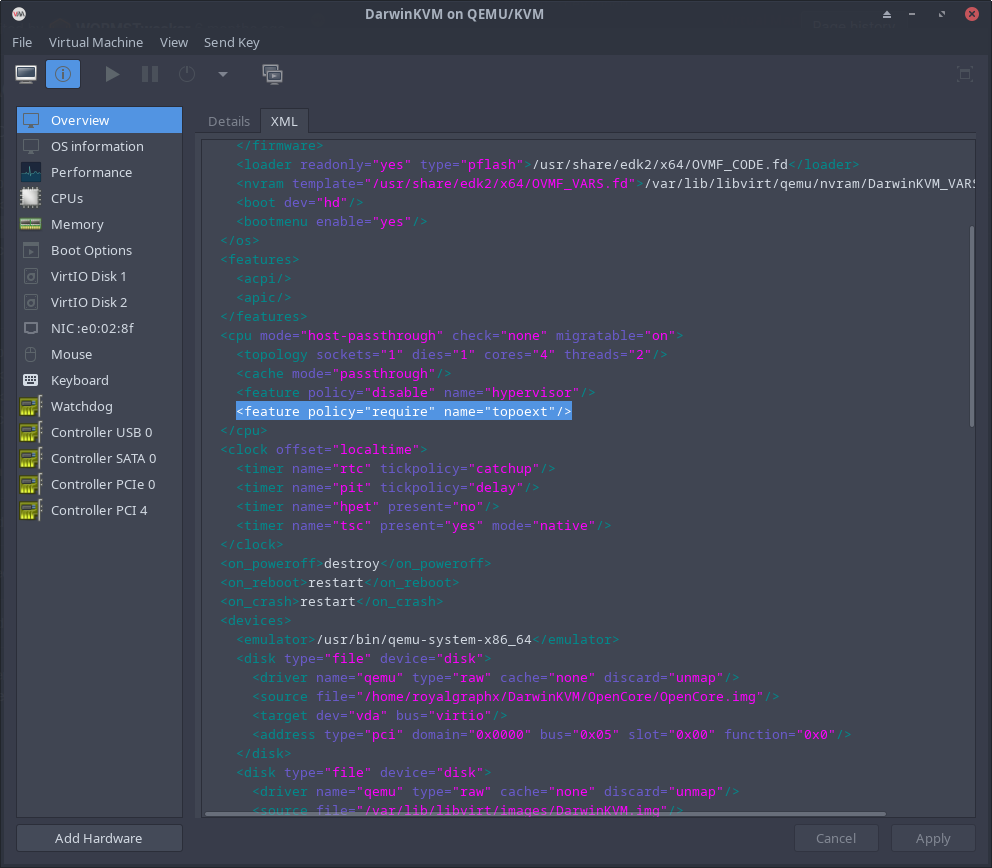 DarwinKVM on QEMU/KVM
File Virtual Machine View Send Key
Overview
OS information
Performance
CPUs
Memory
Boot Options
VirtIO Disk 1
VirtIO Disk 2
NIC :e0:02:8f
Mouse
Keyboard
Watchdog
Controller USB 0
Controller SATA 0
Controller PCIe 0
Controller PCI 4
Add Hardware
Details XML
</firmware>
<loader readonly="yes" type="pflash">/usr/share/edk2/x64/OVMF_CODE.fd</loader>
<nvram template="/usr/share/edk2/x64/OVMF_VARS.fd">/var/lib/libvirt/qemu/nvram/DarwinKVM_VARS
<boot dev="hd"/>
<bootmenu enable="yes"/>
</os>
<features>
<acpi/>
<apic/>
</features>
<cpu mode="host-passthrough" check="none" migratable="on">
<topology sockets="1" dies="1" cores="4" threads="2"/>
<cache mode="passthrough"/>
<feature policy="disable" name="hypervisor"/>
<feature policy="require" name="topoext"/>
</cpu>
<clock offset="localtime">
<timer name="rtc" tickpolicy="catchup"/>
<timer name="pit" tickpolicy="delay"/>
<timer name="hpet" present="no"/>
<timer name="tsc" present="yes" mode="native"/>
</clock>
<on_poweroff>destroy</on_poweroff>
<on_reboot>restart</on_reboot>
<on_crash>restart</on_crash>
<devices>
<emulator>/usr/bin/qemu-system-x86_64</emulator>
<disk type="file" device="disk">
<driver name="qemu" type="raw" cache="none" discard="unmap"/>
<source file="/home/royalgraphx/DarwinKVM/OpenCore/OpenCore.img"/>
<target dev="vda" bus="virtio"/>
<address type="pci" domain="0x0000" bus="0x05" slot="0x00" function="0x0"/>
</disk>
<disk type="file" device="disk">
<driver name="qemu" type="raw" cache="none" discard="unmap"/>
<source file="/var/lib/libvirt/images/DarwinKVM.img"/>
Cancel Apply